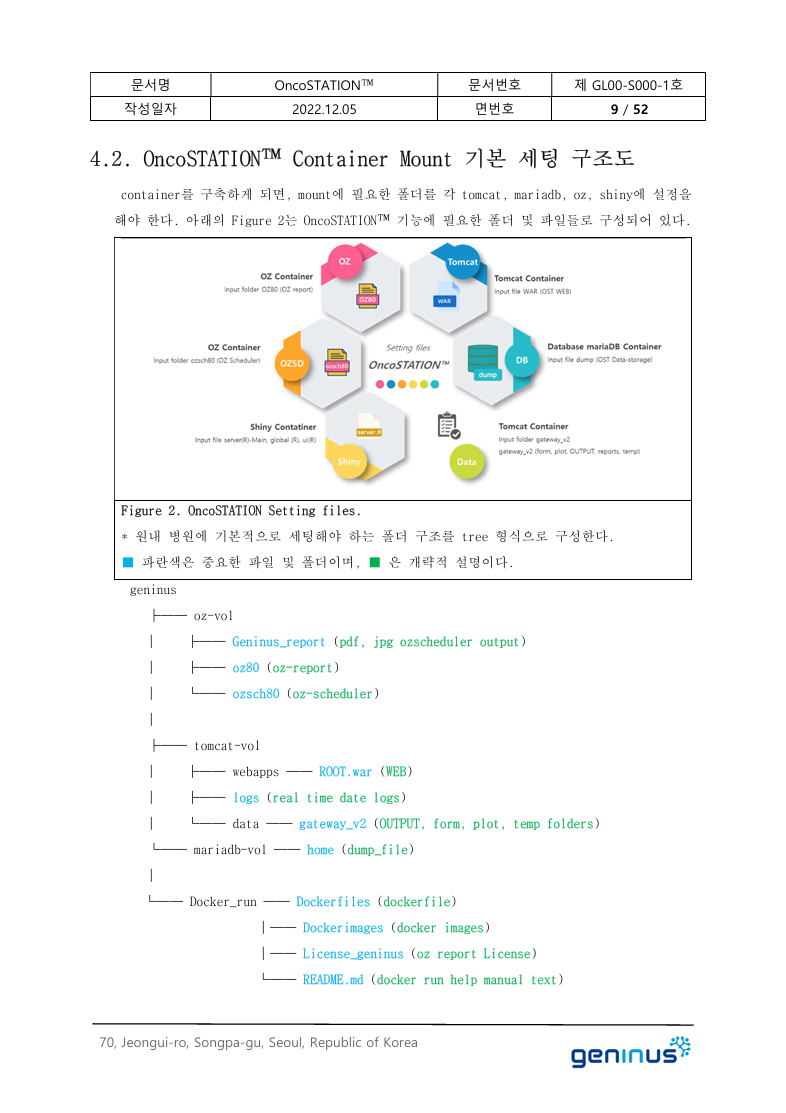 문서명 OncoSTATION™ 문서번호 제 GL00-S000-1호
작성일자 2022.12.05 면번호 9 / 52
4.2. OncoSTATION™ Container Mount 기본 세팅 구조도
container를 구축하게 되면, mount에 필요한 폴더를 각 tomcat, mariadb, oz, shiny에 설정을
해야 한다. 아래의 Figure 2는 OncoSTATION™ 기능에 필요한 폴더 및 파일들로 구성되어 있다.
OZ
Tomcat
OZ Container
Input folder OZ80 (OZ report)
OZ80
WAR
Tomcat Container
Input file WAR (OST WEB)
OZ Container
Input folder ozsch80 (OZ Scheduler)
OZSD
ozsch80
Setting files
OncoSTATION™
dump
DB
Database mariaDB Container
Input file dump (OST Data-storage)
Shiny Contatiner
Input file server(R)-Main, global (R), ui(R)
server R
Shiny
Data
Tomcat Container
Input folder gateway_v2
gateway_v2 (form, plot, OUTPUT, reports, temp)
Figure 2. OncoSTATION Setting files.
* 원내 병원에 기본적으로 세팅해야 하는 폴더 구조를 tree 형식으로 구성한다.
■ 파란색은 중요한 파일 및 폴더이며, ■ 은 개략적 설명이다.
geninus
├── oz-vol
│ ├── Geninus_report (pdf, jpg ozscheduler output)
│ ├── oz80 (oz-report)
│ └── ozsch80 (oz-scheduler)
│
├── tomcat-vol
│ ├── webapps ── ROOT.war (WEB)
│ ├── logs (real time date logs)
│ └── data ── gateway_v2 (OUTPUT, form, plot, temp folders)
└── mariadb-vol ── home (dump_file)
│
└── Docker_run ── Dockerfiles (dockerfile)
│── Dockerimages (docker images)
│── License_geninus (oz report License)
└── README.md (docker run help manual text)
70, Jeongui-ro, Songpa-gu, Seoul, Republic of Korea
geninus